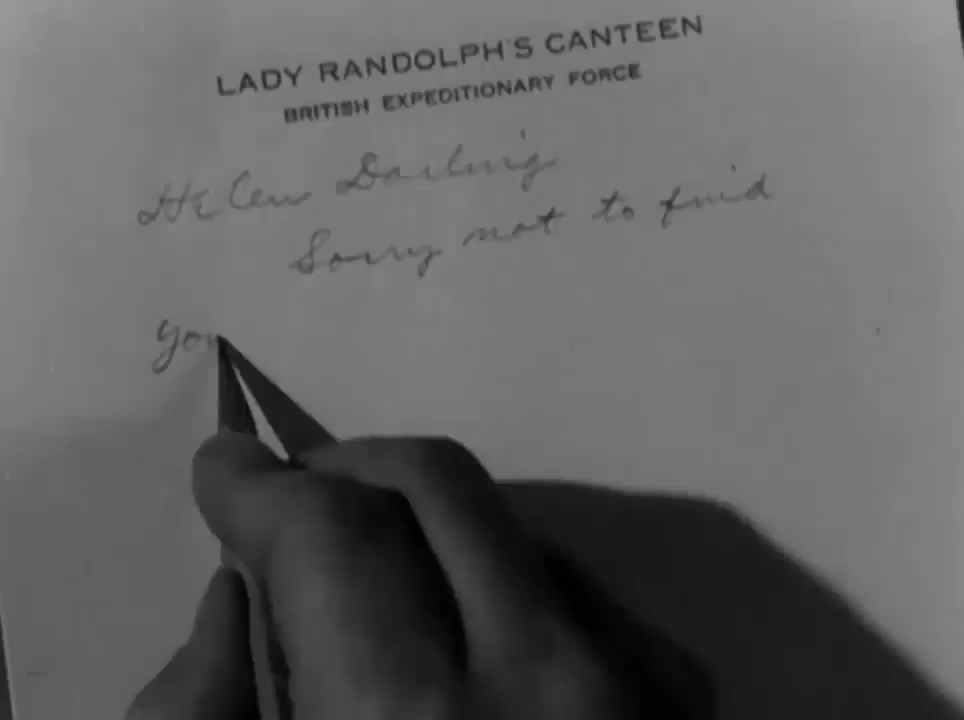 LADY RANDOLPH'S CANTEEN
BRITISH EXPEDITIONARY FORCE
Helen Darling
Sorry not to find
you